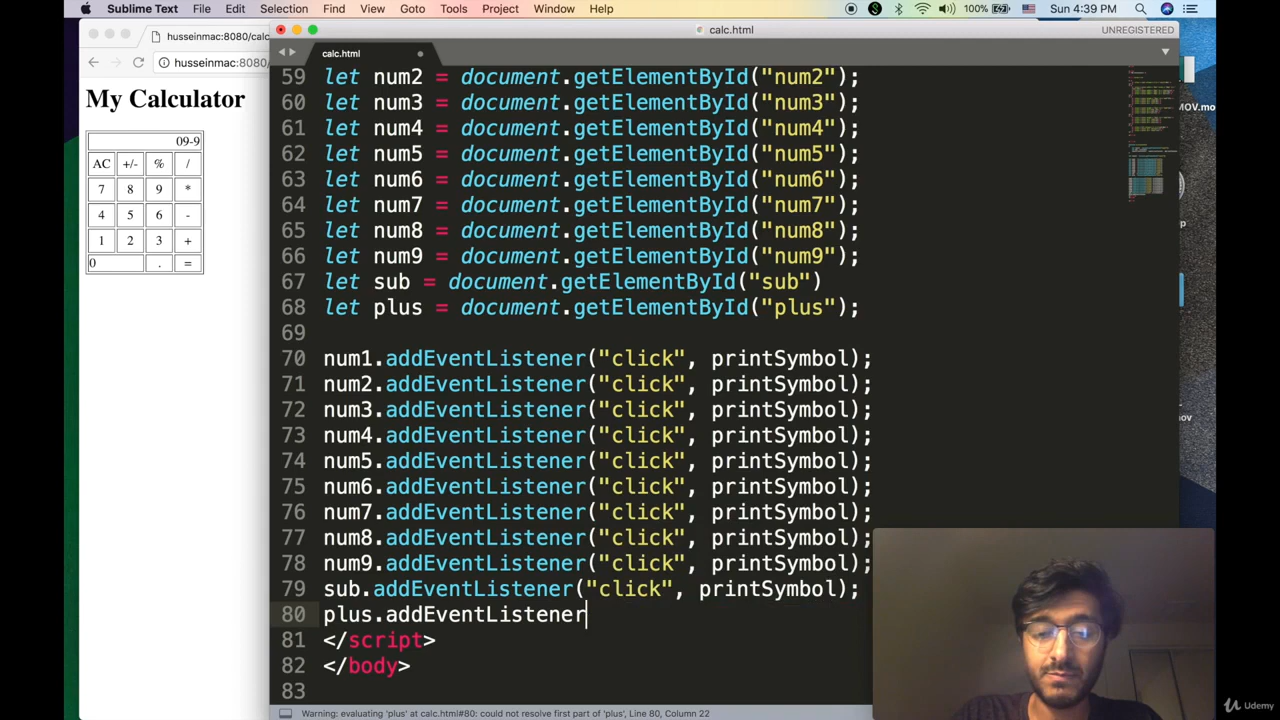 Sublime Text File Edit Selection Find View Goto Tools Project Window Help 100% Sun 4:39 PM
husseinmac:8080/calc
husseinmac:8080/
My Calculator
09-9
AC +/- % /
7 8 9 *
4 5 6 -
1 2 3 +
0 . =
calc.html UNREGISTERED
calc.html
59 let num2 = document.getElementById("num2");
60 let num3 = document.getElementById("num3");
61 let num4 = document.getElementById("num4");
62 let num5 = document.getElementById("num5");
63 let num6 = document.getElementById("num6");
64 let num7 = document.getElementById("num7");
65 let num8 = document.getElementById("num8");
66 let num9 = document.getElementById("num9");
67 let sub = document.getElementById("sub")
68 let plus = document.getElementById("plus");
69
70 num1.addEventListener("click", printSymbol);
71 num2.addEventListener("click", printSymbol);
72 num3.addEventListener("click", printSymbol);
73 num4.addEventListener("click", printSymbol);
74 num5.addEventListener("click", printSymbol);
75 num6.addEventListener("click", printSymbol);
76 num7.addEventListener("click", printSymbol);
77 num8.addEventListener("click", printSymbol);
78 num9.addEventListener("click", printSymbol);
79 sub.addEventListener("click", printSymbol);
80 plus.addEventListener
81 </script>
82 </body>
83
Warning: evaluating 'plus' at calc.html#80: could not resolve first part of 'plus', Line 80, Column 22
MOV.mo
mov
Udemy